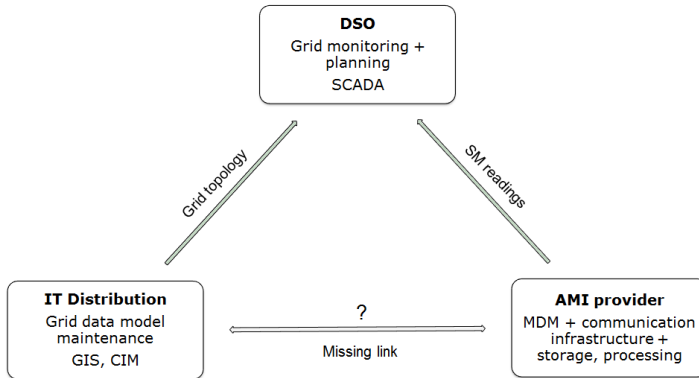 DSO
Grid monitoring +
planning
SCADA
Grid topology
SM readings
IT Distribution
Grid data model
maintenance
GIS, CIM
?
Missing link
AMI provider
MDM + communication
infrastructure +
storage, processing